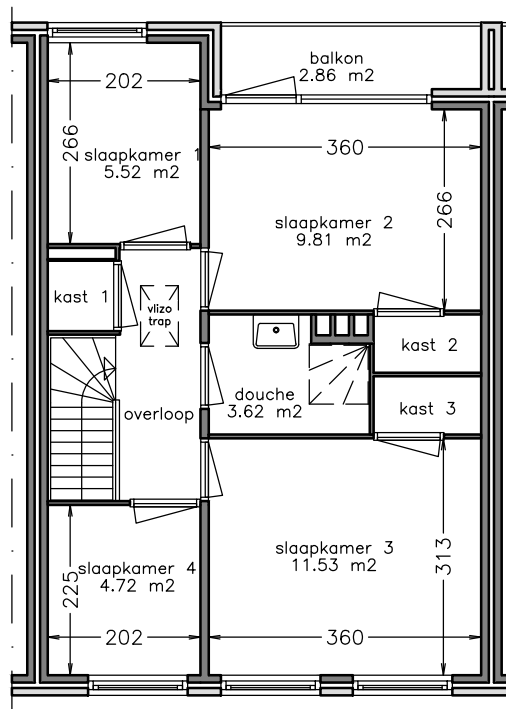 balkon
2.86 m2
202
266
slaapkamer 1
5.52 m2
360
266
slaapkamer 2
9.81 m2
kast 1
vlizo
trap
kast 2
douche
3.62 m2
kast 3
overloop
slaapkamer 3
11.53 m2
313
slaapkamer 4
4.72 m2
225
202
360